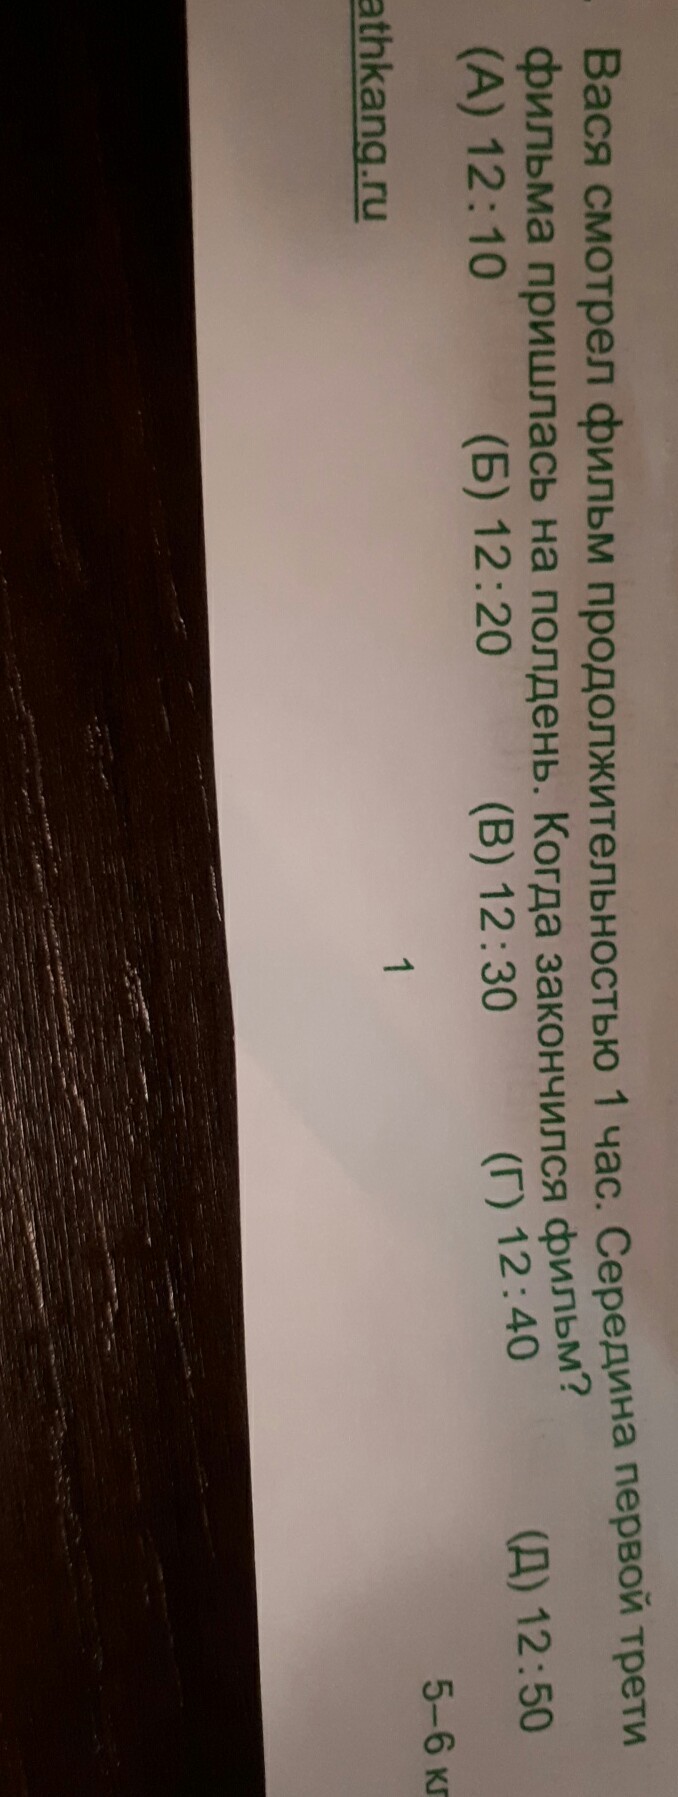 Вася смотрел фильм продолжительностью 1 час. Середина первой трети
фильма пришлась на полдень. Когда закончился фильм?
(А) 12:10 (Б) 12:20 (В) 12:30 (Г) 12:40 (Д) 12:50
athkang.ru 1 5–6 кл